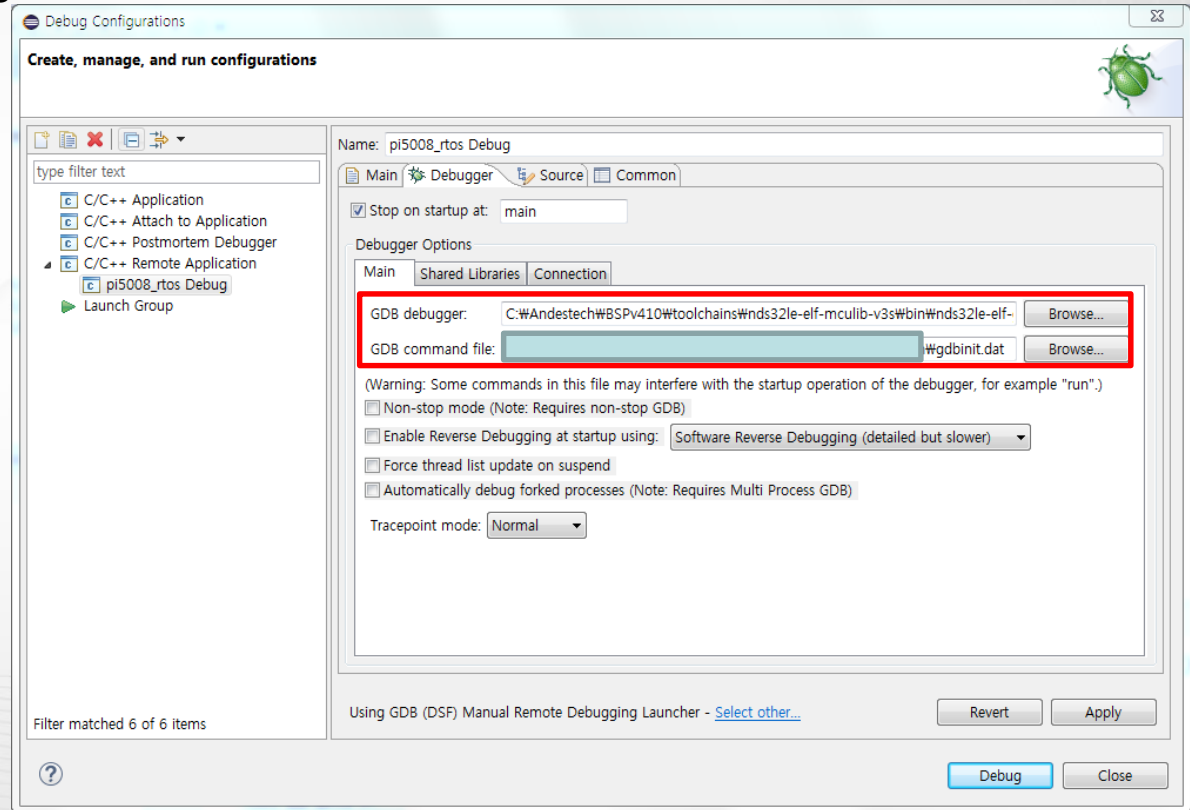 Debug Configurations
Create, manage, and run configurations
type filter text
C/C++ Application
C/C++ Attach to Application
C/C++ Postmortem Debugger
C/C++ Remote Application
pi5008_rtos Debug
Launch Group
Filter matched 6 of 6 items
Name: pi5008_rtos Debug
Main Debugger Source Common
Stop on startup at: main
Debugger Options
Main Shared Libraries Connection
GDB debugger: C:₩Andestech₩BSPv410₩toolchains₩nds32le-elf-mculib-v3s₩bin₩nds32le-elf- Browse...
GDB command file: ₩gdbinit.dat Browse...
(Warning: Some commands in this file may interfere with the startup operation of the debugger, for example "run".)
Non-stop mode (Note: Requires non-stop GDB)
Enable Reverse Debugging at startup using: Software Reverse Debugging (detailed but slower)
Force thread list update on suspend
Automatically debug forked processes (Note: Requires Multi Process GDB)
Tracepoint mode: Normal
Using GDB (DSF) Manual Remote Debugging Launcher - Select other... Revert Apply
Debug Close